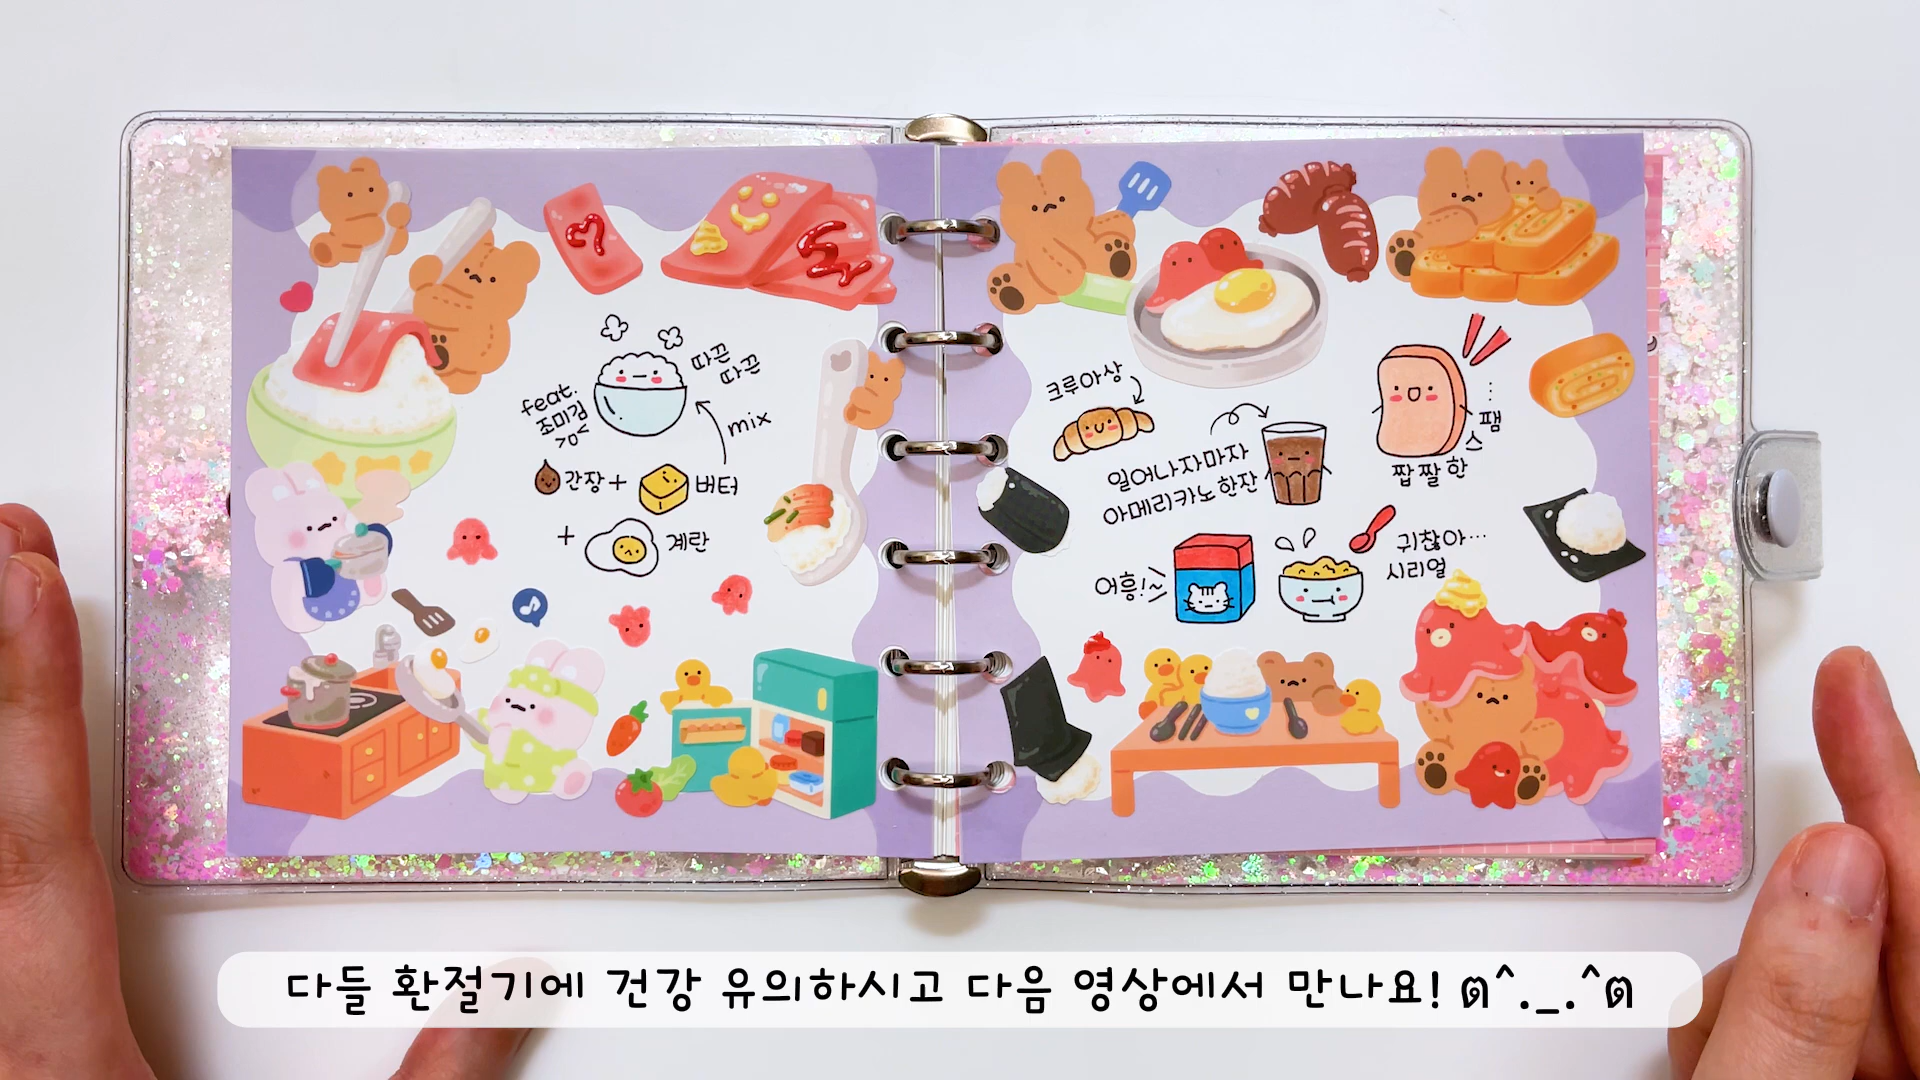 따끈
따끈
feat.
조미김
>o<
mix
간장+
버터
+
계란
크루아상
일어나자마자
아메리카노 한잔
스팸
짭짤한
어흥!~
귀찮아...
시리얼
다들 환절기에 건강 유의하시고 다음 영상에서 만나요! ฅ^._.^ฅ